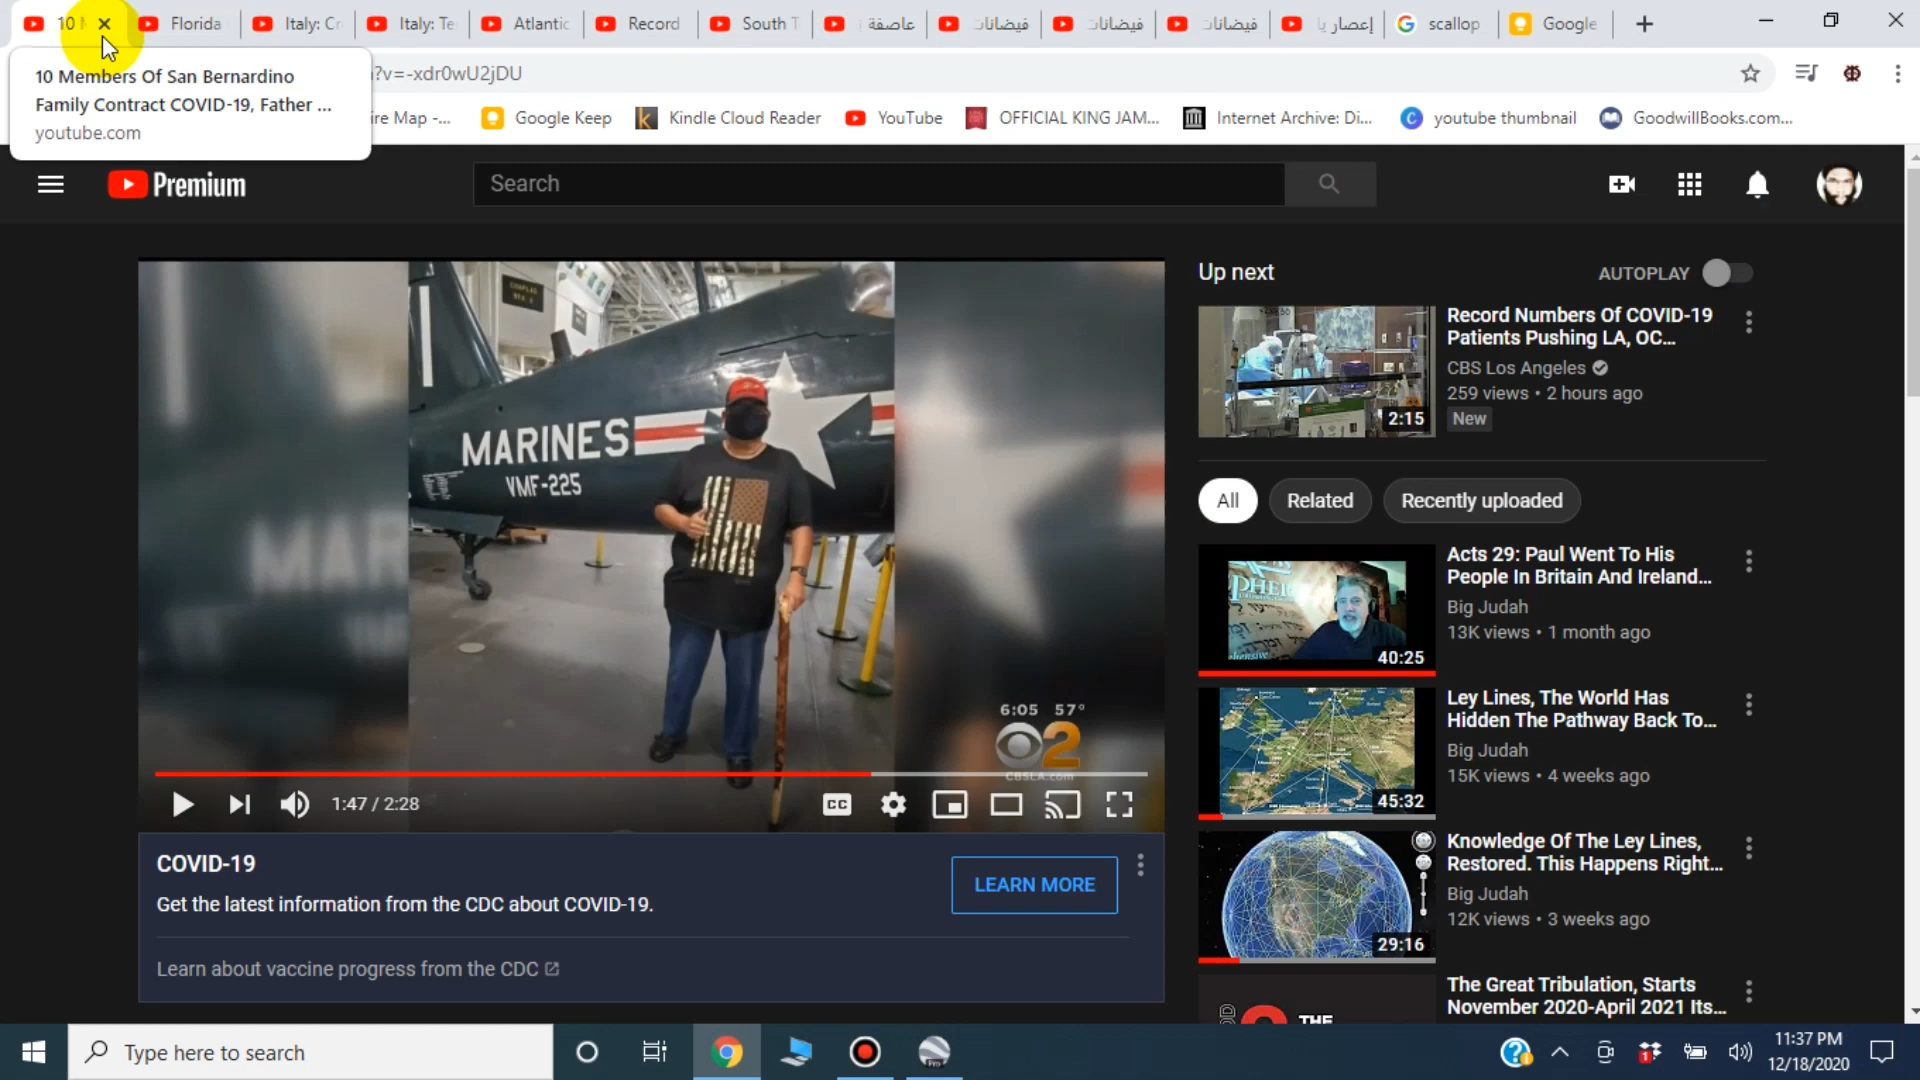 10
Florida
Italy: Cr
Italy: Te
Atlantic
Record
South T
عاصفة
فيضانات
فيضانات
فيضانات
إعصار يا
scallop
Google
10 Members Of San Bernardino
Family Contract COVID-19, Father ...
youtube.com
?v=-xdr0wU2jDU
ire Map -...
Google Keep
Kindle Cloud Reader
YouTube
OFFICIAL KING JAM...
Internet Archive: Di...
youtube thumbnail
GoodwillBooks.com...
Premium
Search
MARINES
VMF-225
6:05 57°
2
CBSLA.com
1:47 / 2:28
CC
COVID-19
Get the latest information from the CDC about COVID-19.
LEARN MORE
Learn about vaccine progress from the CDC
Up next
AUTOPLAY
Record Numbers Of COVID-19
Patients Pushing LA, OC...
CBS Los Angeles
259 views • 2 hours ago
New
2:15
All
Related
Recently uploaded
Acts 29: Paul Went To His
People In Britain And Ireland...
Big Judah
13K views • 1 month ago
40:25
Ley Lines, The World Has
Hidden The Pathway Back To...
Big Judah
15K views • 4 weeks ago
45:32
Knowledge Of The Ley Lines,
Restored. This Happens Right...
Big Judah
12K views • 3 weeks ago
29:16
The Great Tribulation, Starts
November 2020-April 2021 Its...
THE
Type here to search
11:37 PM
12/18/2020